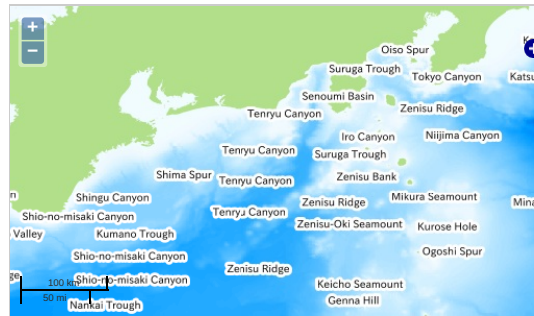 +
−
Oiso Spur
Suruga Trough
Tokyo Canyon
Senoumi Basin
Zenisu Ridge
Tenryu Canyon
Iro Canyon
Niijima Canyon
Tenryu Canyon
Suruga Trough
Shima Spur
Tenryu Canyon
Zenisu Bank
Shingu Canyon
Zenisu Ridge
Mikura Seamount
Shio-no-misaki Canyon
Tenryu Canyon
Zenisu-Oki Seamount
Kurose Hole
Valley
Kumano Trough
Ogoshi Spur
Shio-no-misaki Canyon
Zenisu Ridge
Shio-no-misaki Canyon
100 km
Keicho Seamount
50 mi
Genna Hill
Nankai Trough